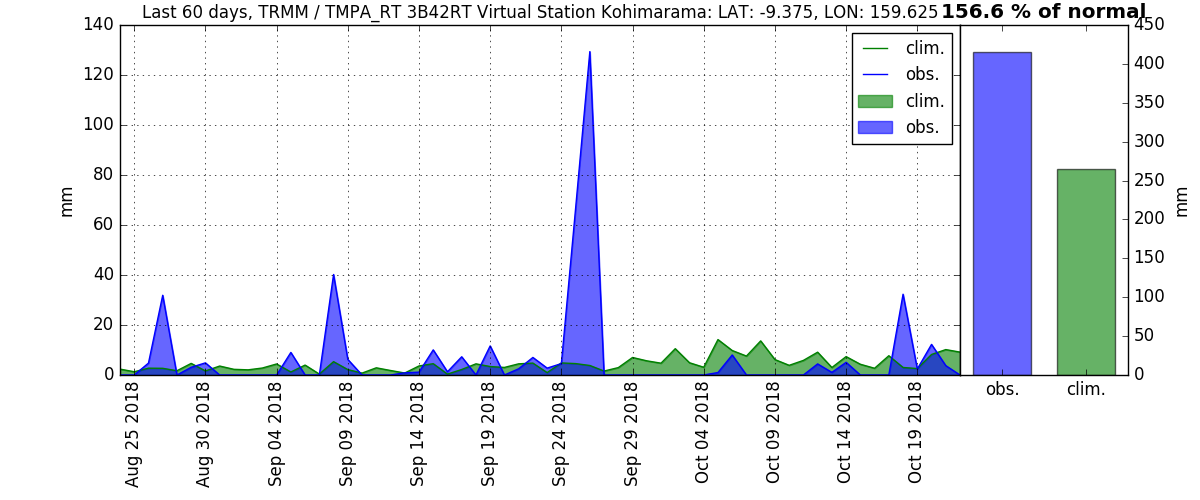 Last 60 days, TRMM / TMPA_RT 3B42RT Virtual Station Kohimarama: LAT: -9.375, LON: 159.625 156.6 % of normal
140
120
100
80
60
40
20
0
mm
clim.
obs.
clim.
obs.
450
400
350
300
250
200
150
100
50
0
mm
Aug 25 2018
Aug 30 2018
Sep 04 2018
Sep 09 2018
Sep 14 2018
Sep 19 2018
Sep 24 2018
Sep 29 2018
Oct 04 2018
Oct 09 2018
Oct 14 2018
Oct 19 2018
obs.
clim.